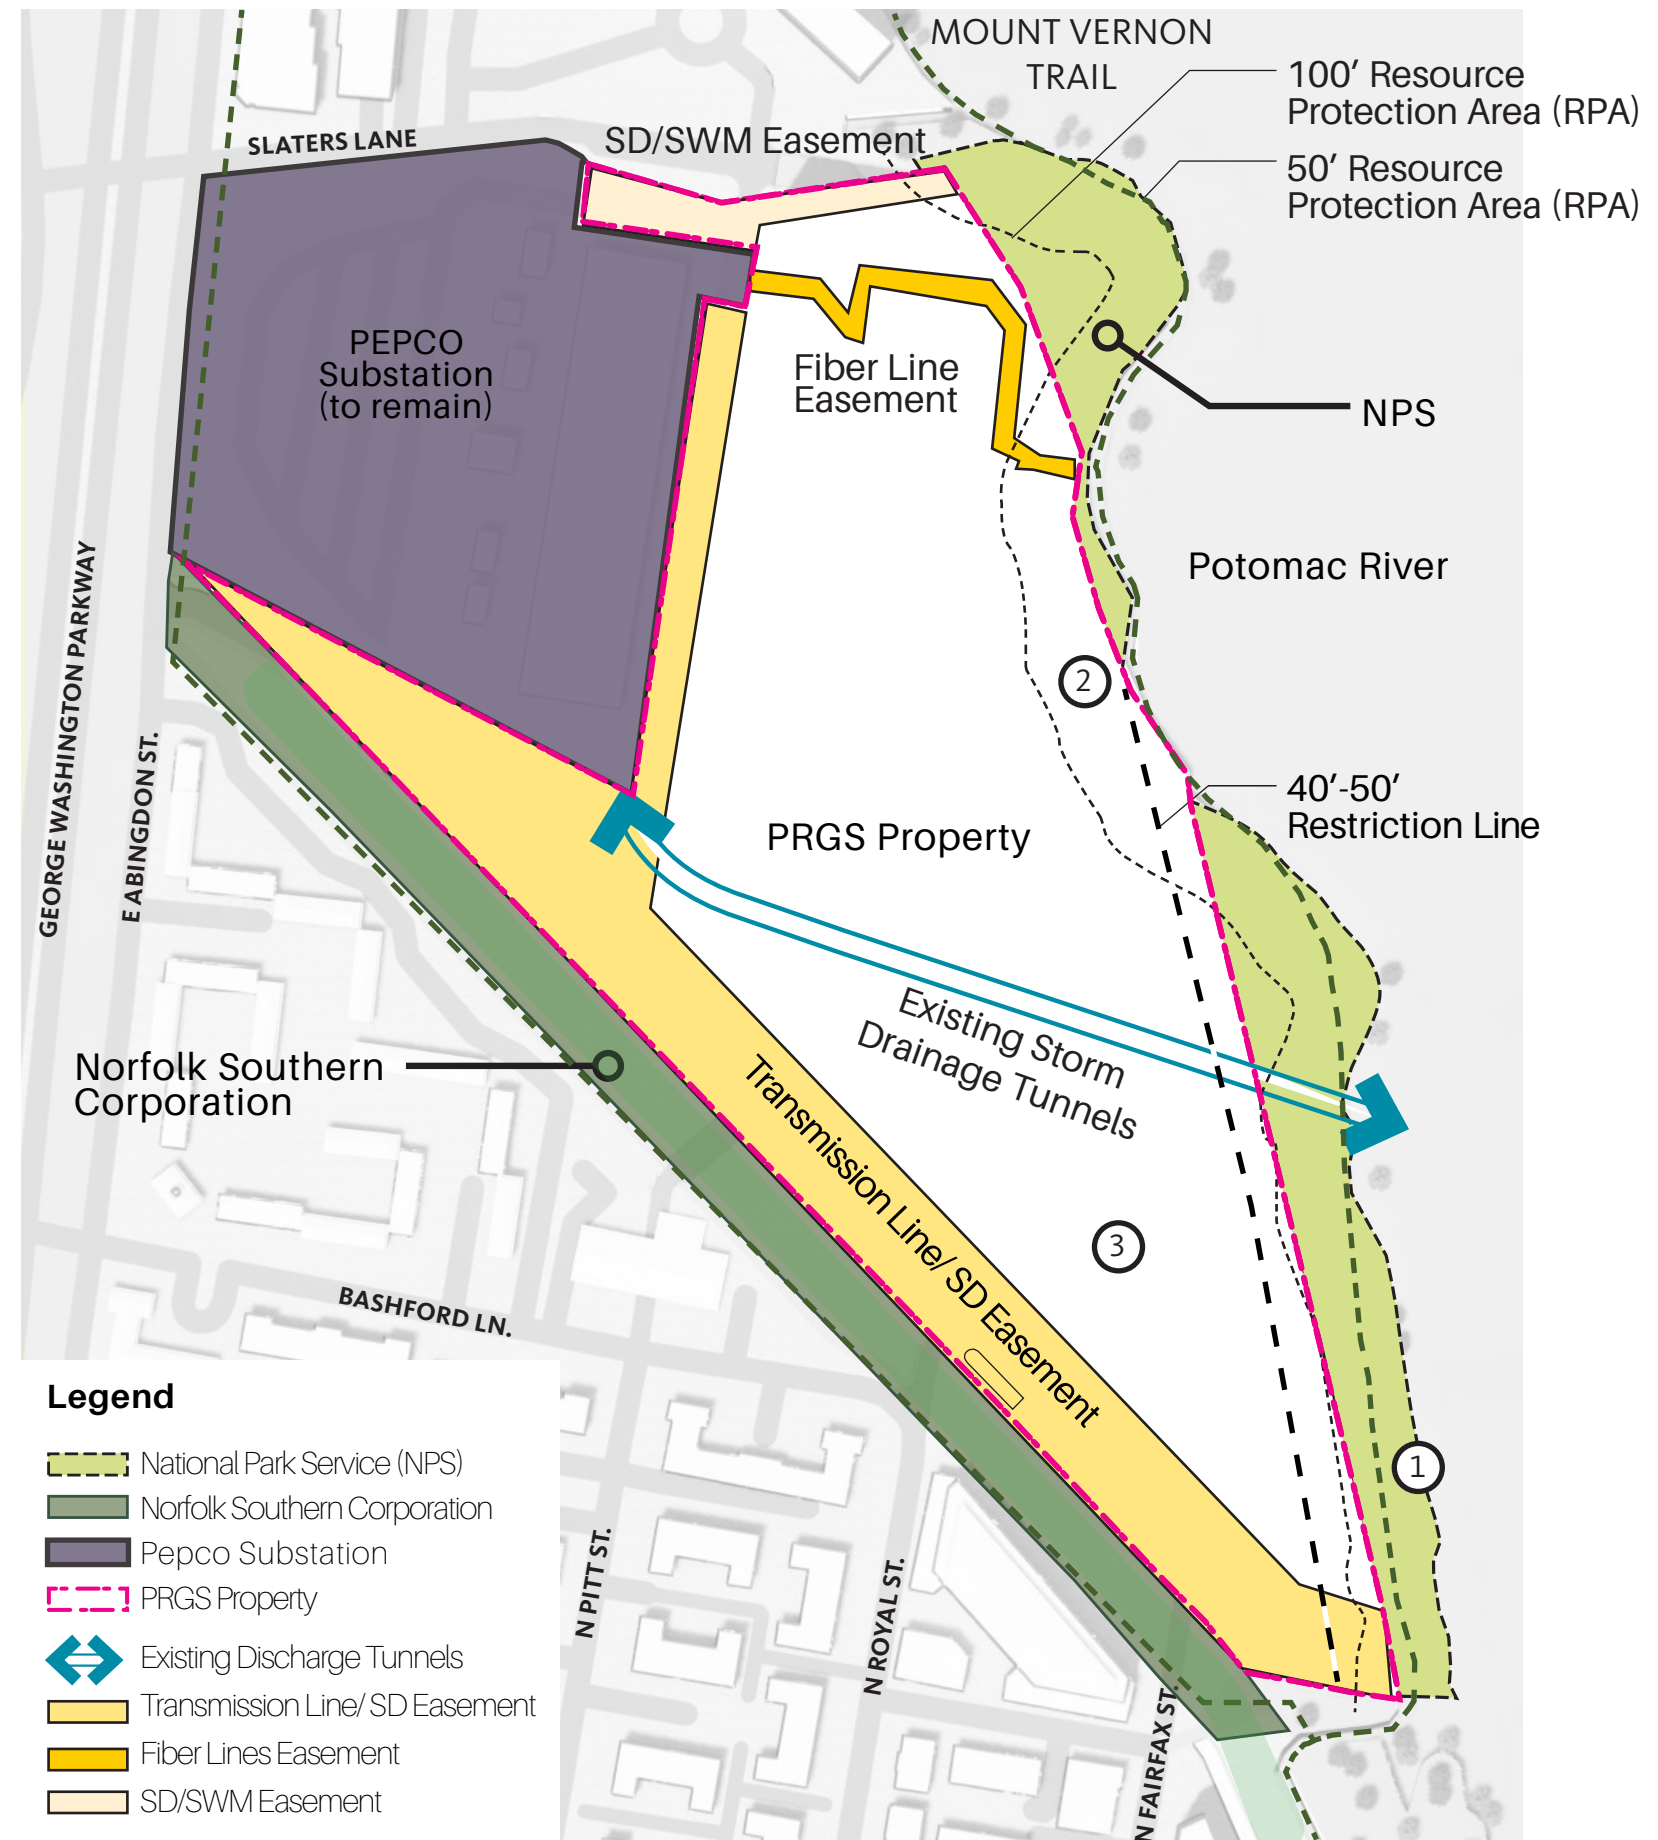 MOUNT VERNON
TRAIL
100’ Resource
Protection Area (RPA)
50’ Resource
Protection Area (RPA)
SLATERS LANE
SD/SWM Easement
PEPCO
Substation
(to remain)
Fiber Line
Easement
NPS
Potomac River
GEORGE WASHINGTON PARKWAY
E ABINGDON ST.
2
40’-50’
Restriction Line
PRGS Property
Existing Storm
Drainage Tunnels
Norfolk Southern
Corporation
Transmission Line/ SD Easement
3
BASHFORD LN.
1
N PITT ST.
N ROYAL ST.
N FAIRFAX ST.
Legend
National Park Service (NPS)
Norfolk Southern Corporation
Pepco Substation
PRGS Property
Existing Discharge Tunnels
Transmission Line/ SD Easement
Fiber Lines Easement
SD/SWM Easement